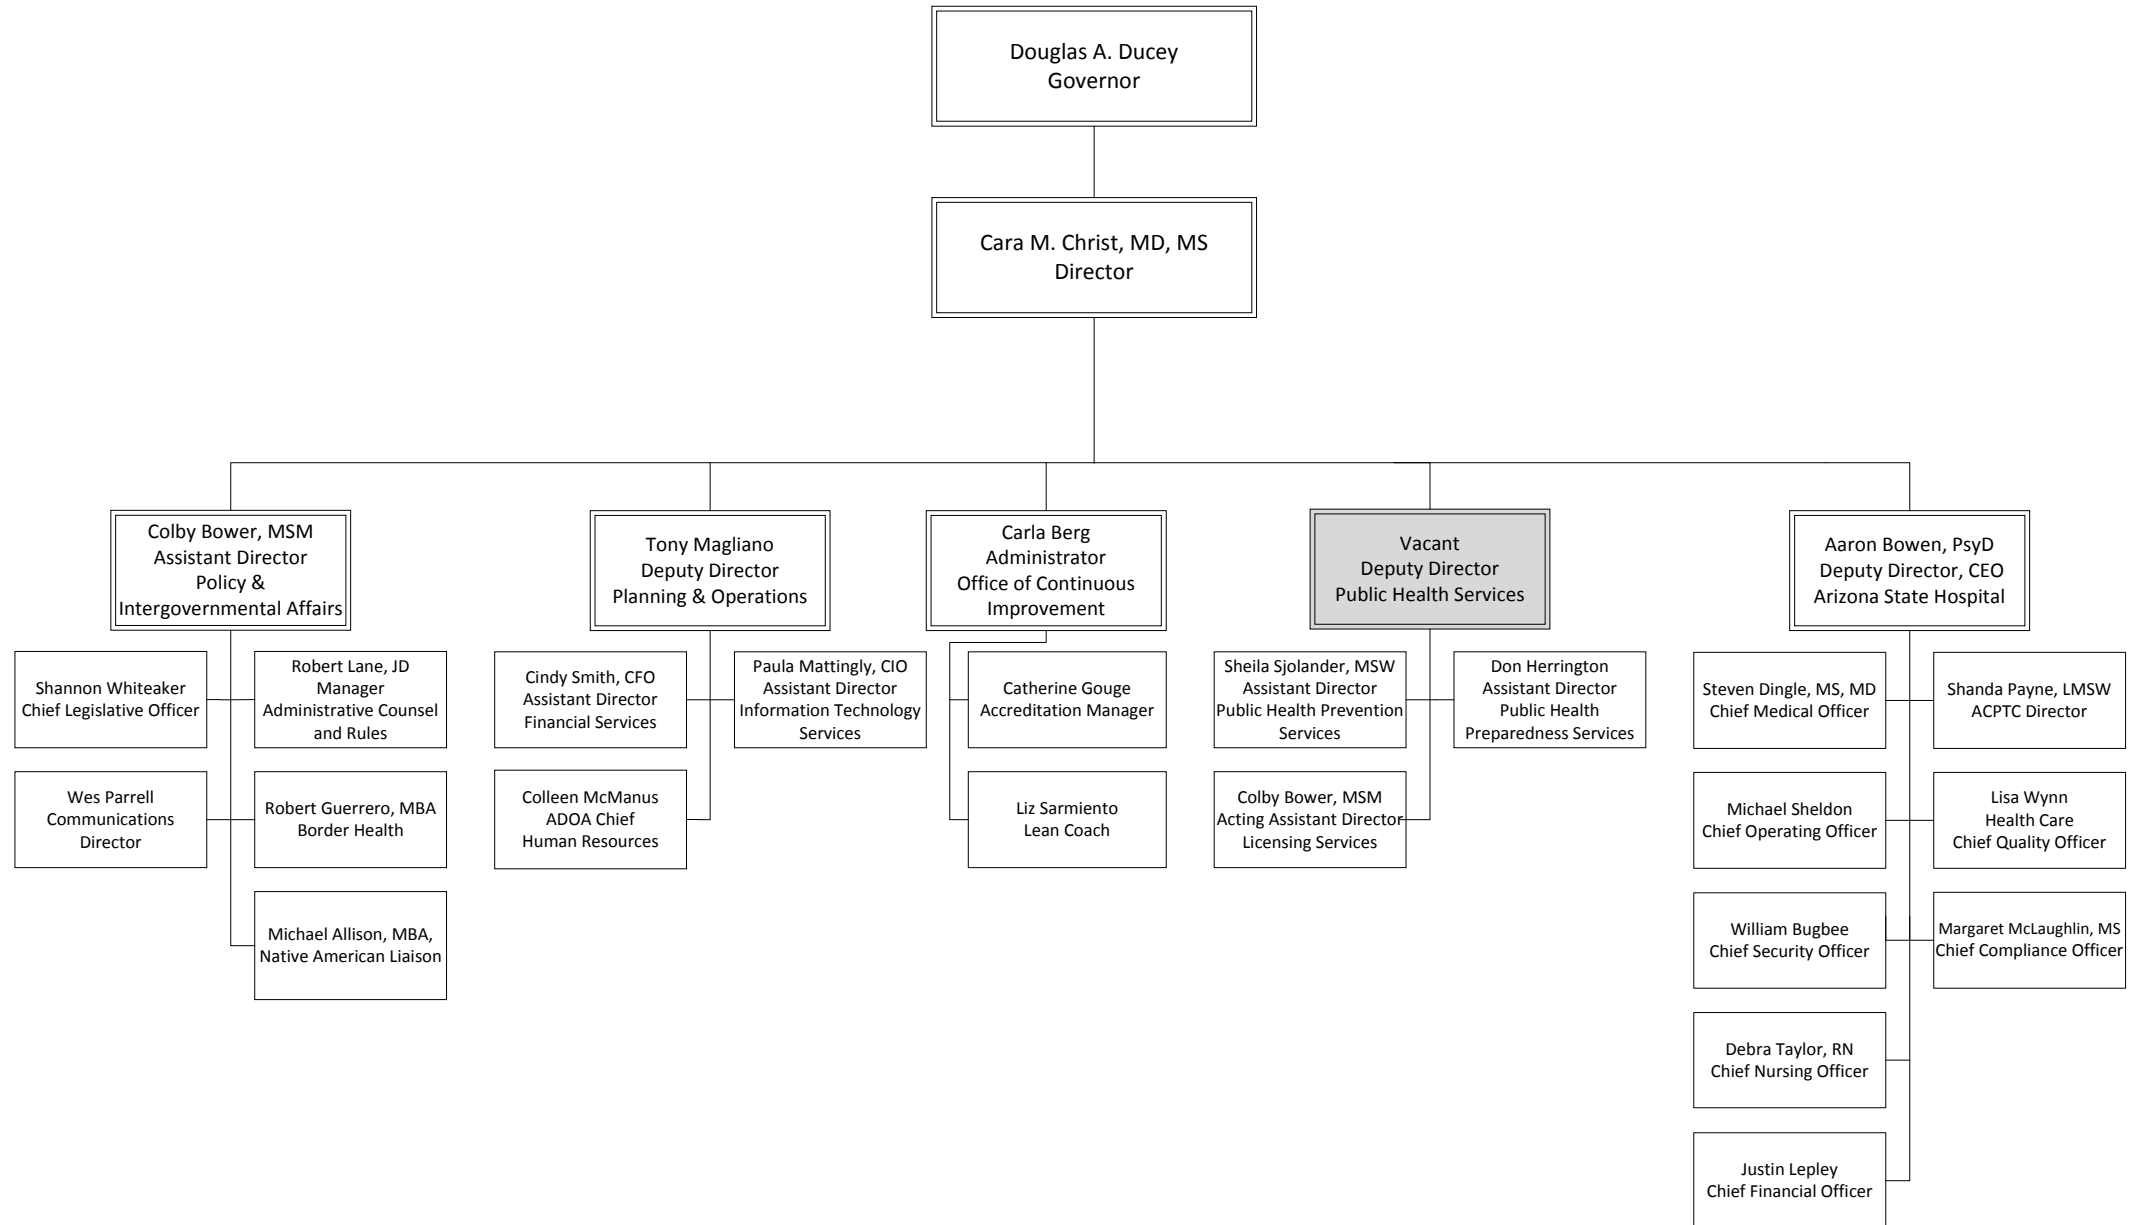 Douglas A. Ducey
Governor
Cara M. Christ, MD, MS
Director
Colby Bower, MSM
Assistant Director
Policy &
Intergovernmental Affairs
Shannon Whiteaker
Chief Legislative Officer
Robert Lane, JD
Manager
Administrative Counsel
and Rules
Wes Parrell
Communications
Director
Robert Guerrero, MBA
Border Health
Michael Allison, MBA,
Native American Liaison
Tony Magliano
Deputy Director
Planning & Operations
Cindy Smith, CFO
Assistant Director
Financial Services
Paula Mattingly, CIO
Assistant Director
Information Technology
Services
Colleen McManus
ADOA Chief
Human Resources
Carla Berg
Administrator
Office of Continuous
Improvement
Catherine Gouge
Accreditation Manager
Liz Sarmiento
Lean Coach
Vacant
Deputy Director
Public Health Services
Sheila Sjolander, MSW
Assistant Director
Public Health Prevention
Services
Don Herrington
Assistant Director
Public Health
Preparedness Services
Colby Bower, MSM
Acting Assistant Director
Licensing Services
Aaron Bowen, PsyD
Deputy Director, CEO
Arizona State Hospital
Steven Dingle, MS, MD
Chief Medical Officer
Shanda Payne, LMSW
ACPTC Director
Michael Sheldon
Chief Operating Officer
Lisa Wynn
Health Care
Chief Quality Officer
William Bugbee
Chief Security Officer
Margaret McLaughlin, MS
Chief Compliance Officer
Debra Taylor, RN
Chief Nursing Officer
Justin Lepley
Chief Financial Officer